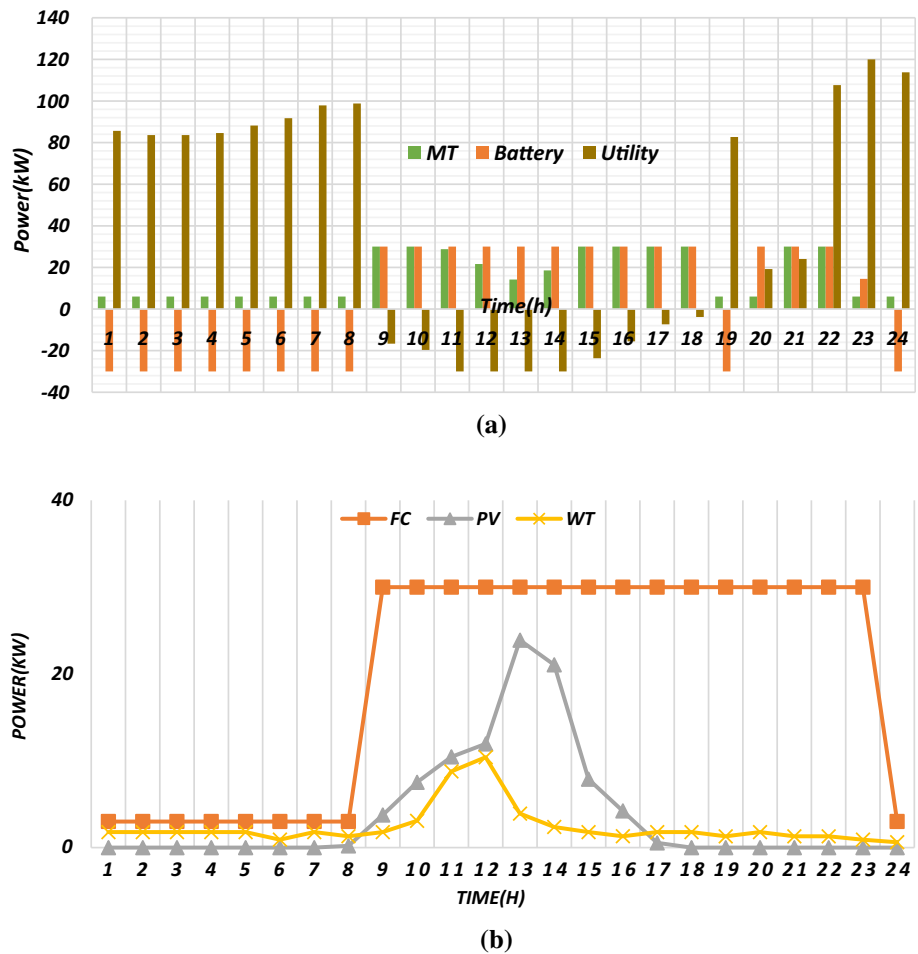 140
120
100
80
60
40
20
0
-20
-40
Power(kW)
MT Battery Utility
Time(h)
1 2 3 4 5 6 7 8 9 10 11 12 13 14 15 16 17 18 19 20 21 22 23 24
(a)
40
20
0
POWER(KW)
FC PV WT
1 2 3 4 5 6 7 8 9 10 11 12 13 14 15 16 17 18 19 20 21 22 23 24
TIME(H)
(b)